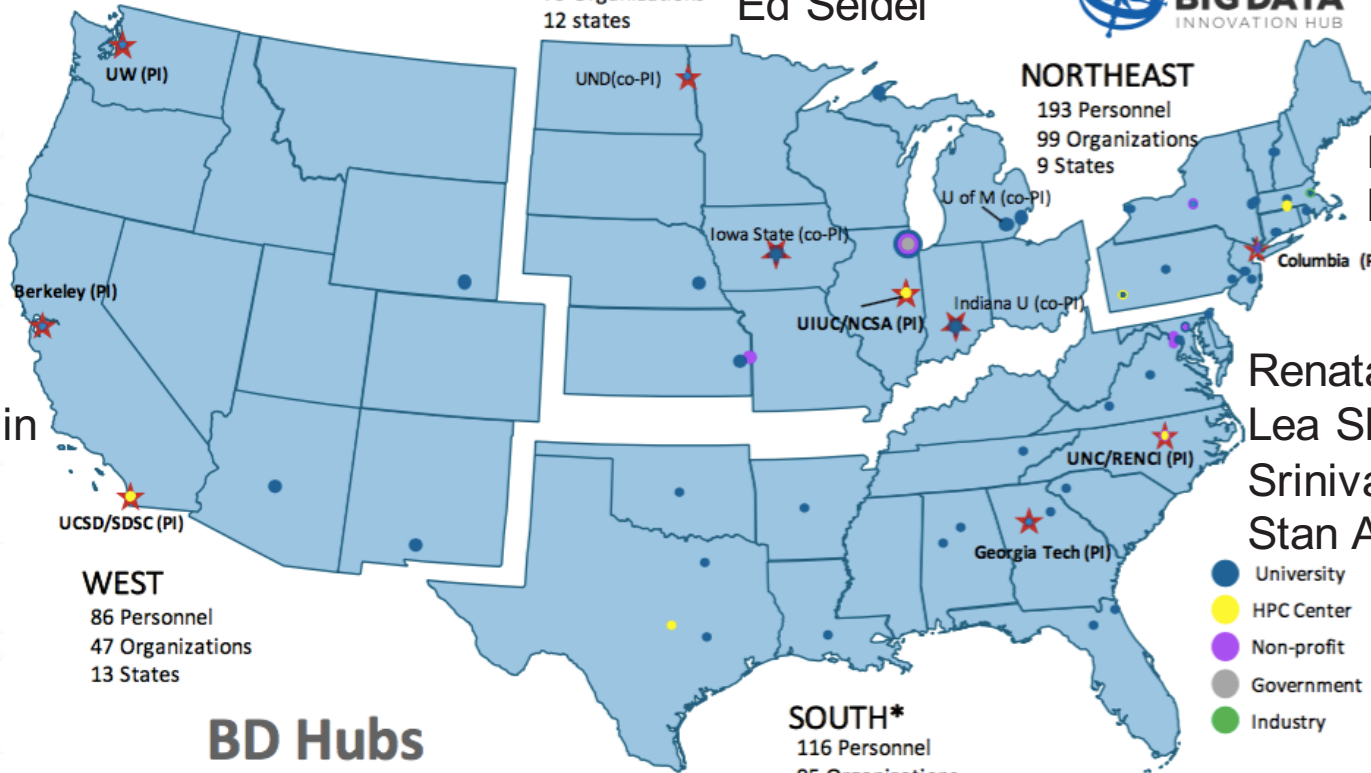 12 states
Ed Seidel
BIG DATA
INNOVATION HUB
UW (PI)
UND(co-PI)
NORTHEAST
193 Personnel
99 Organizations
9 States
U of M (co-PI)
Iowa State (co-PI)
Columbia
Berkeley (PI)
UIUC/NCSA (PI)
Indiana U (co-PI)
in
Lea
UNC/RENCI (PI)
UCSD/SDSC (PI)
Stan
Georgia Tech (PI)
University
HPC Center
Non-profit
Government
Industry
WEST
86 Personnel
47 Organizations
13 States
BD Hubs
SOUTH*
116 Personnel